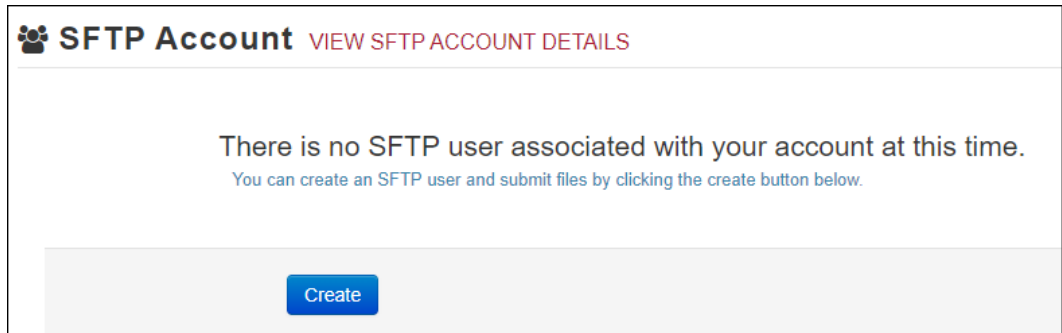 SFTP Account VIEW SFTP ACCOUNT DETAILS
There is no SFTP user associated with your account at this time.
You can create an SFTP user and submit files by clicking the create button below.
Create